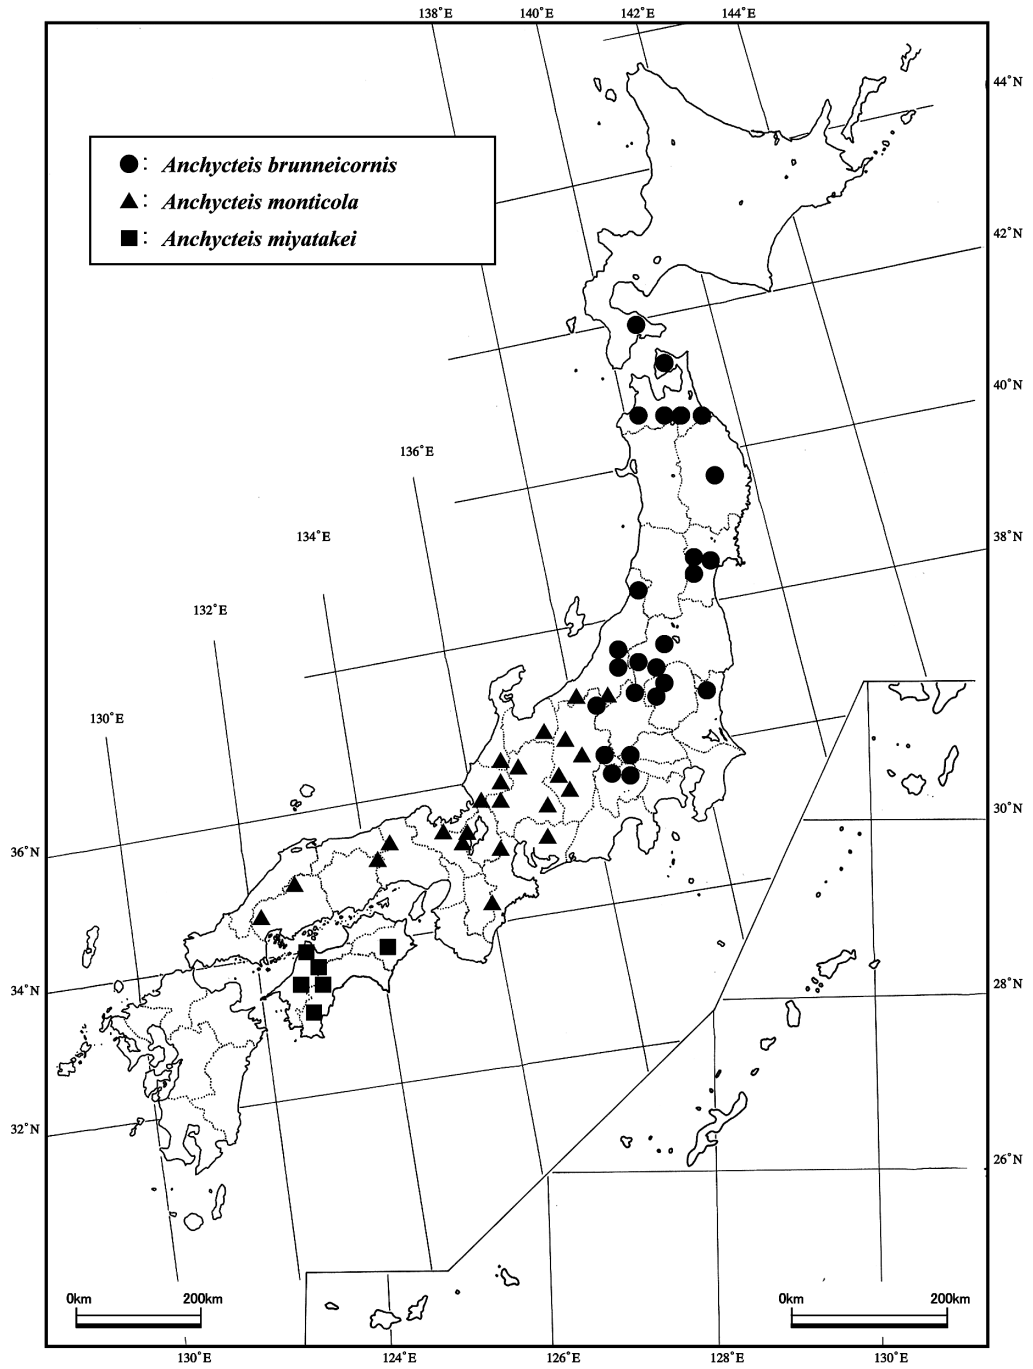 138˚E 140˚E 142˚E 144˚E
44˚N
: Anchycteis brunneicornis
: Anchycteis monticola
: Anchycteis miyatakei
42˚N
40˚N
136˚E
134˚E
38˚N
132˚E
130˚E
30˚N
36˚N
28˚N
34˚N
32˚N
26˚N
0km 200km
0km 200km
130˚E 124˚E 126˚E 128˚E 130˚E